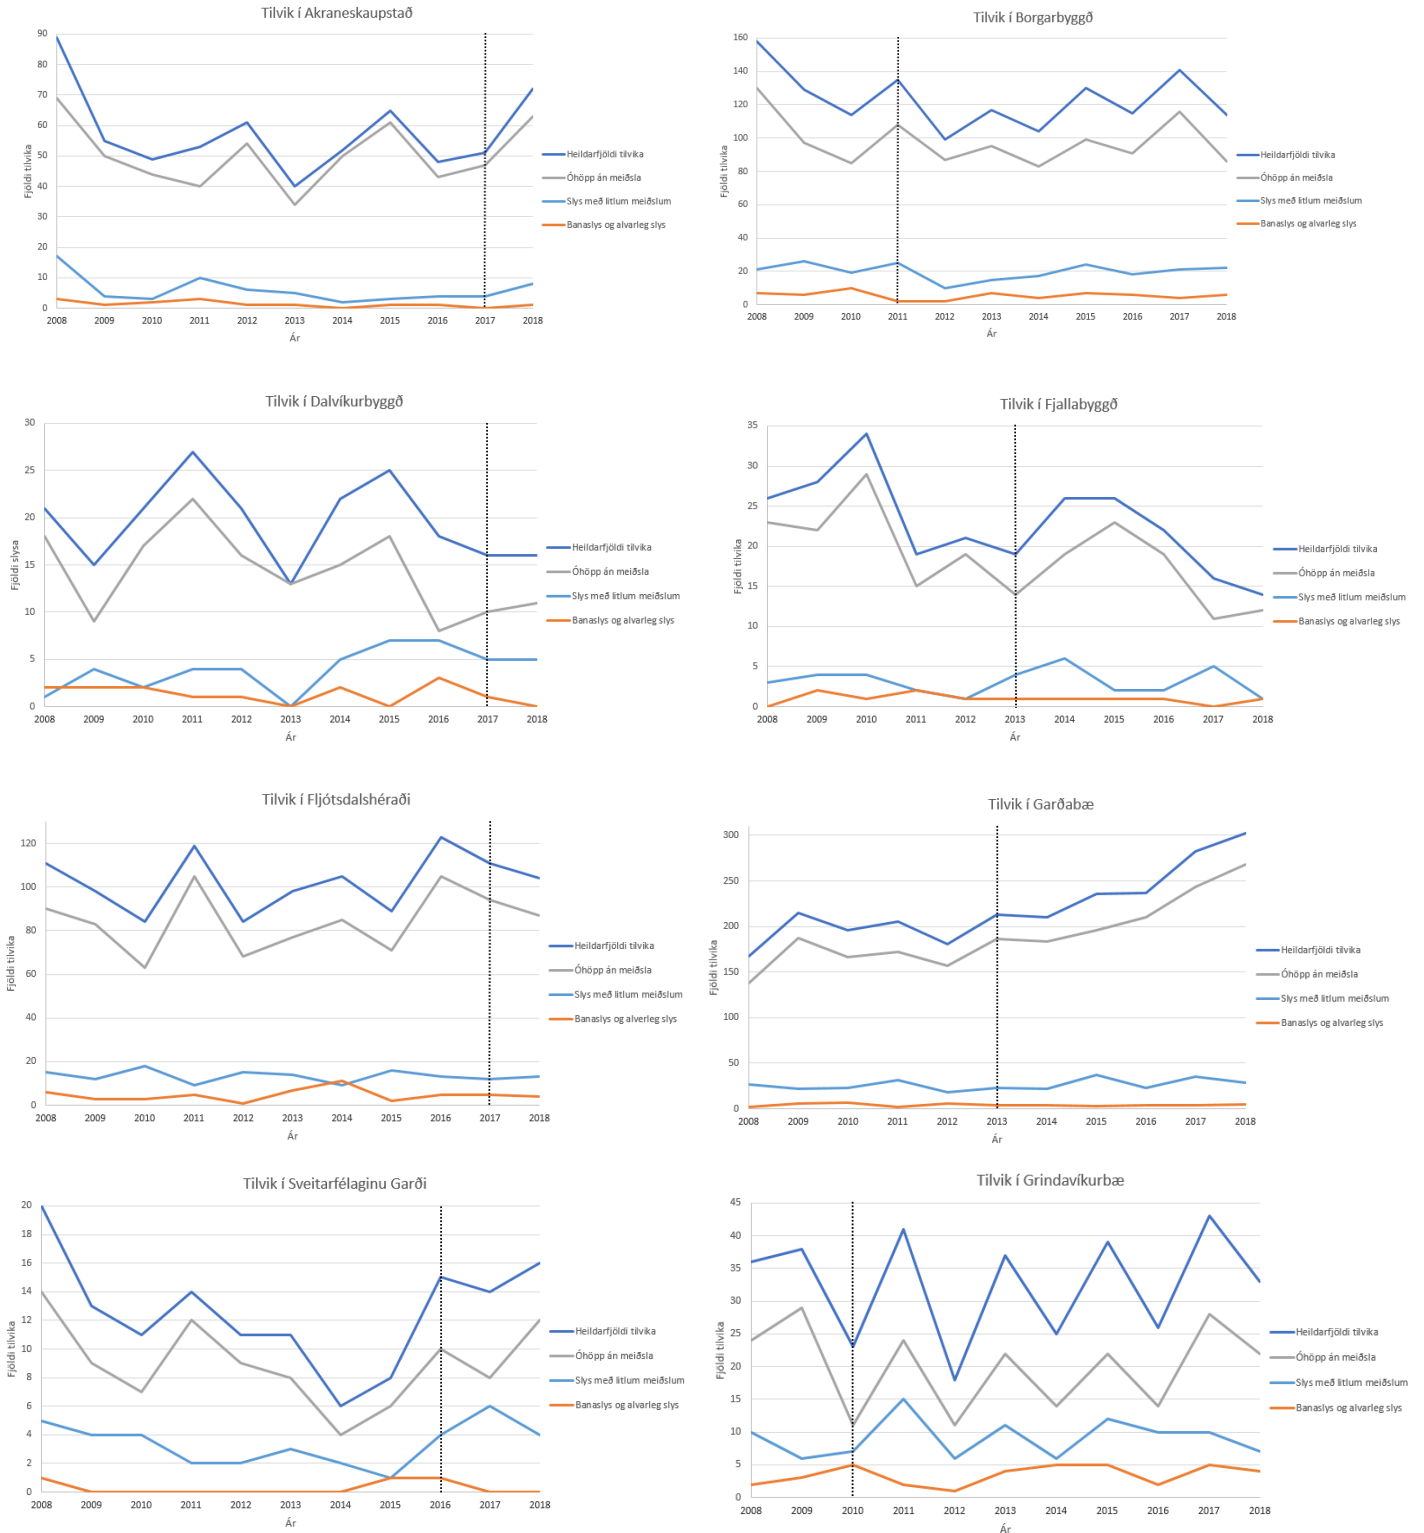 Tilvik í Akraneskaupstað
90
80
70
60
50
40
30
20
10
0
Fjöldi tilvika
2008 2009 2010 2011 2012 2013 2014 2015 2016 2017 2018
Ár
Heildarfjöldi tilvika
Óhöpp án meiðsla
Slys með litlum meiðslum
Banaslys og alvarleg slys
Tilvik í Borgarbyggð
160
140
120
100
80
60
40
20
0
Fjöldi tilvika
2008 2009 2010 2011 2012 2013 2014 2015 2016 2017 2018
Ár
Heildarfjöldi tilvika
Óhöpp án meiðsla
Slys með litlum meiðslum
Banaslys og alvarleg slys
Tilvik í Dalvíkurbyggð
30
25
20
15
10
5
0
Fjöldi slysa
2008 2009 2010 2011 2012 2013 2014 2015 2016 2017 2018
Ár
Heildarfjöldi tilvika
Óhöpp án meiðsla
Slys með litlum meiðslum
Banaslys og alvarleg slys
Tilvik í Fjallabyggð
35
30
25
20
15
10
5
0
Fjöldi tilvika
2008 2009 2010 2011 2012 2013 2014 2015 2016 2017 2018
Ár
Heildarfjöldi tilvika
Óhöpp án meiðsla
Slys með litlum meiðslum
Banaslys og alvarleg slys
Tilvik í Fljótsdalshéraði
120
100
80
60
40
20
0
Fjöldi tilvika
2008 2009 2010 2011 2012 2013 2014 2015 2016 2017 2018
Ár
Heildarfjöldi tilvika
Óhöpp án meiðsla
Slys með litlum meiðslum
Banaslys og alverleg slys
Tilvik í Garðabæ
300
250
200
150
100
50
0
Fjöldi tilvika
2008 2009 2010 2011 2012 2013 2014 2015 2016 2017 2018
Ár
Heildarfjöldi tilvika
Óhöpp án meiðsla
Slys með litlum meiðslum
Banaslys og alvarleg slys
Tilvik í Sveitarfélaginu Garði
20
18
16
14
12
10
8
6
4
2
0
Fjöldi tilvika
2008 2009 2010 2011 2012 2013 2014 2015 2016 2017 2018
Ár
Heildarfjöldi tilvika
Óhöpp án meiðsla
Slys með litlum meiðslum
Banaslys og alvarleg slys
Tilvik í Grindavíkurbæ
45
40
35
30
25
20
15
10
5
0
Fjöldi tilvika
2008 2009 2010 2011 2012 2013 2014 2015 2016 2017 2018
Ár
Heildarfjöldi tilvika
Óhöpp án meiðsla
Slys með litlum meiðslum
Banaslys og alvarleg slys